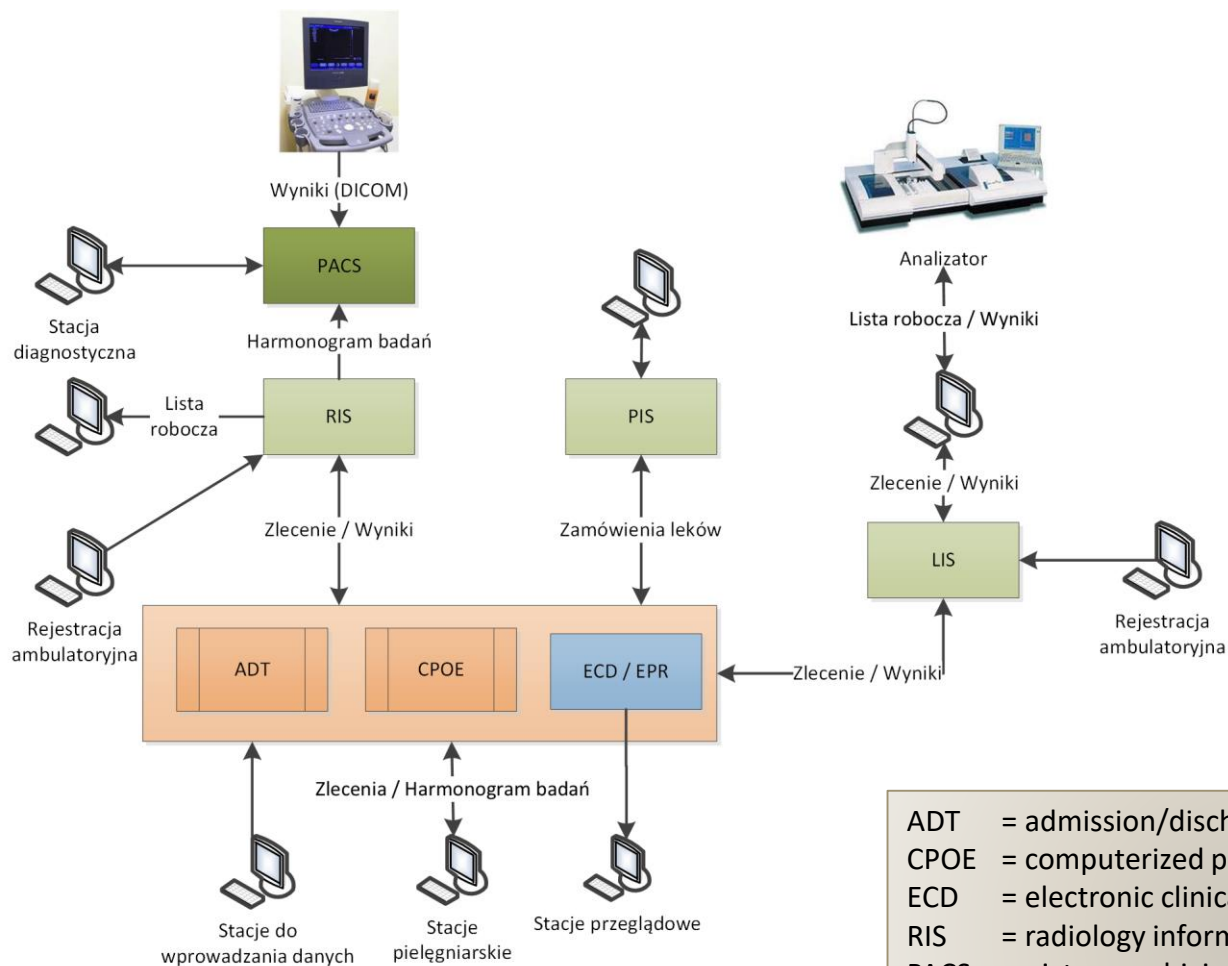 Wyniki (DICOM)
PACS
Stacja
diagnostyczna
Harmonogram badań
Lista
robocza
RIS
PIS
Analizator
Lista robocza / Wyniki
Zlecenie / Wyniki
LIS
Rejestracja
ambulatoryjna
Zlecenie / Wyniki
Zamówienia leków
Rejestracja
ambulatoryjna
ADT
CPOE
ECD / EPR
Zlecenie / Wyniki
Zlecenia / Harmonogram badań
Stacje do
wprowadzania danych
Stacje
pielęgniarskie
Stacje przeglądowe
ADT = admission/disch
CPOE = computerized p
ECD = electronic clinic
RIS = radiology inform